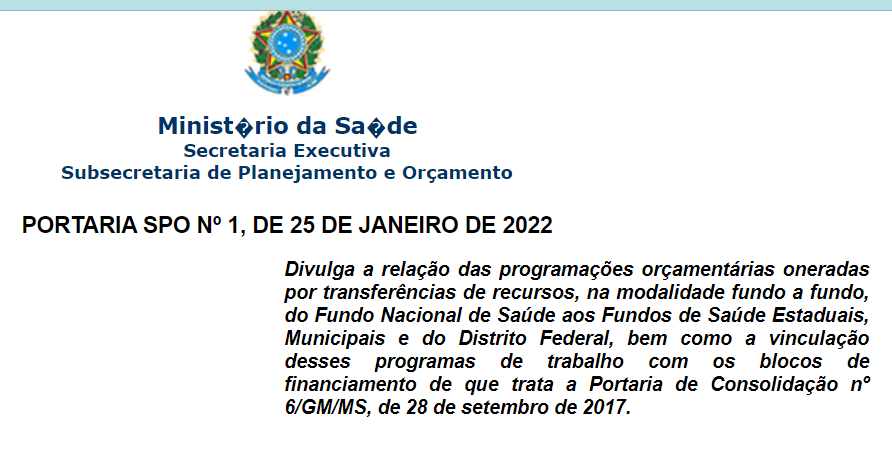 Minist�rio da Sa�de
Secretaria Executiva
Subsecretaria de Planejamento e Orçamento
PORTARIA SPO Nº 1, DE 25 DE JANEIRO DE 2022
Divulga a relação das programações orçamentárias oneradas
por transferências de recursos, na modalidade fundo a fundo,
do Fundo Nacional de Saúde aos Fundos de Saúde Estaduais,
Municipais e do Distrito Federal, bem como a vinculação
desses programas de trabalho com os blocos de
financiamento de que trata a Portaria de Consolidação nº
6/GM/MS, de 28 de setembro de 2017.